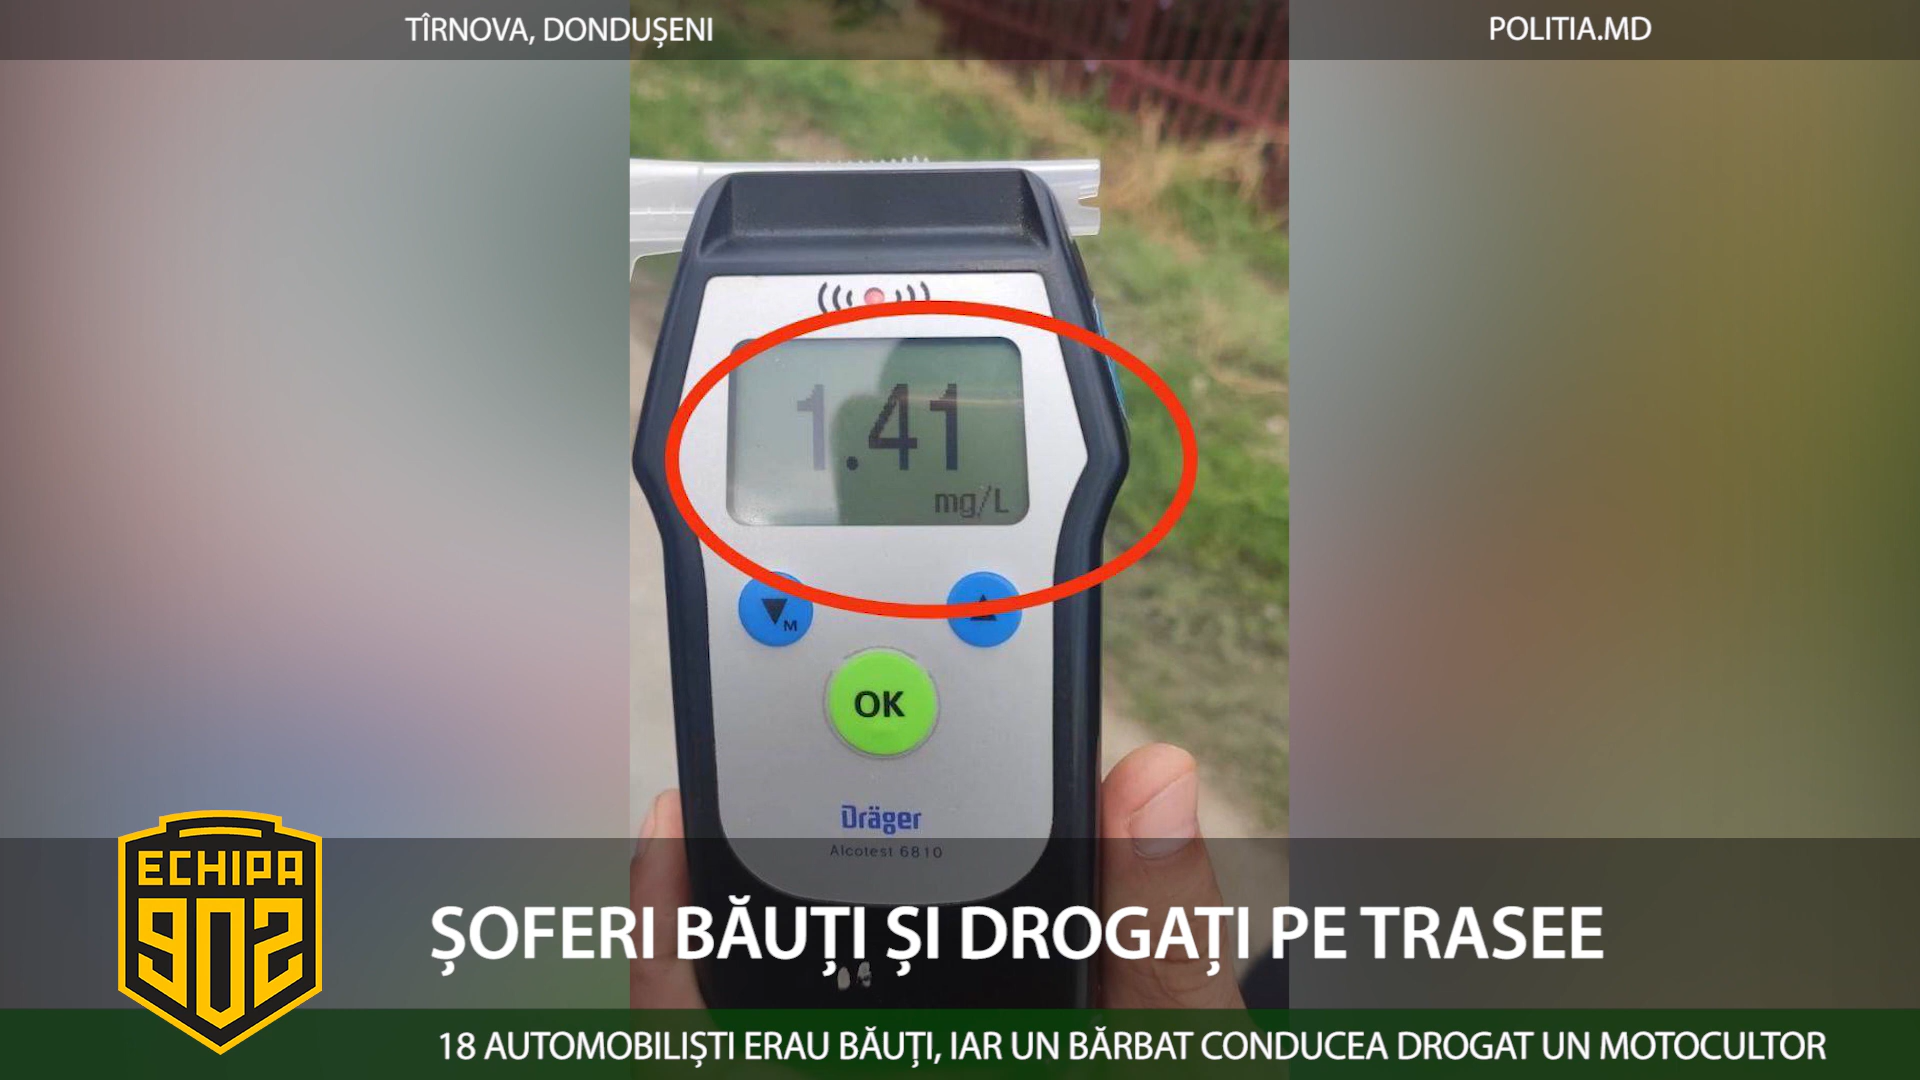 TÎRNOVA, DONDUȘENI
POLITIA.MD
1.41
mg/L
M
OK
Dräger
Alcotest 6810
ECHIPA
902
ȘOFERI BĂUȚI ȘI DROGAȚI PE TRASEE
18 AUTOMOBILIȘTI ERAU BĂUȚI, IAR UN BĂRBAT CONDUCEA DROGAT UN MOTOCULTOR